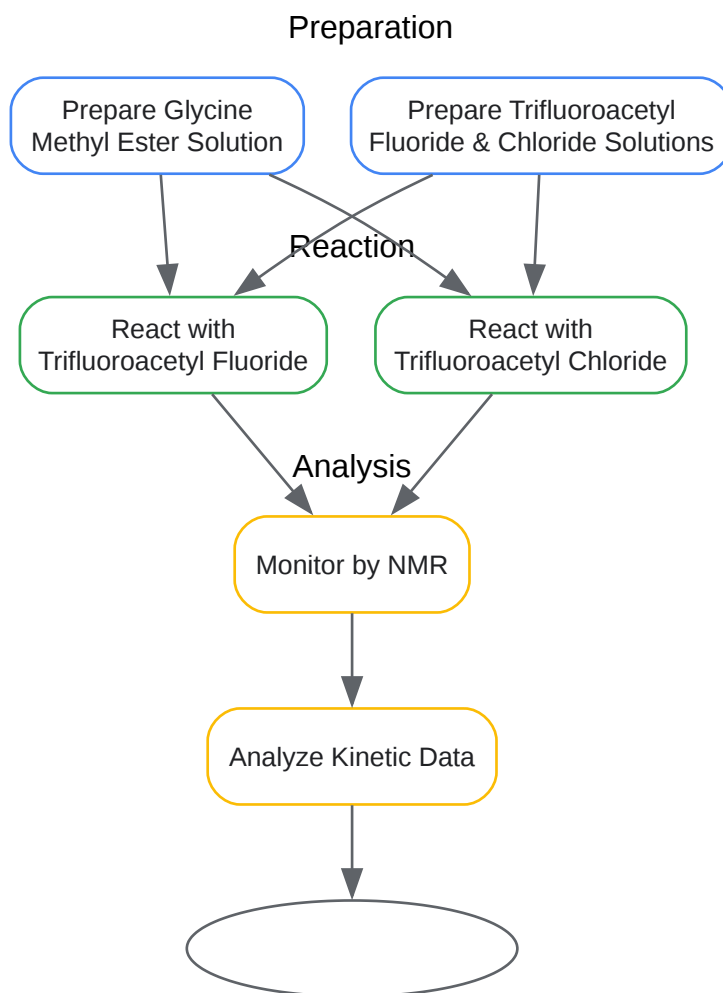 Preparation
Prepare Glycine
Methyl Ester Solution
Prepare Trifluoroacetyl
Fluoride & Chloride Solutions
Reaction
React with
Trifluoroacetyl Fluoride
React with
Trifluoroacetyl Chloride
Analysis
Monitor by NMR
Analyze Kinetic Data